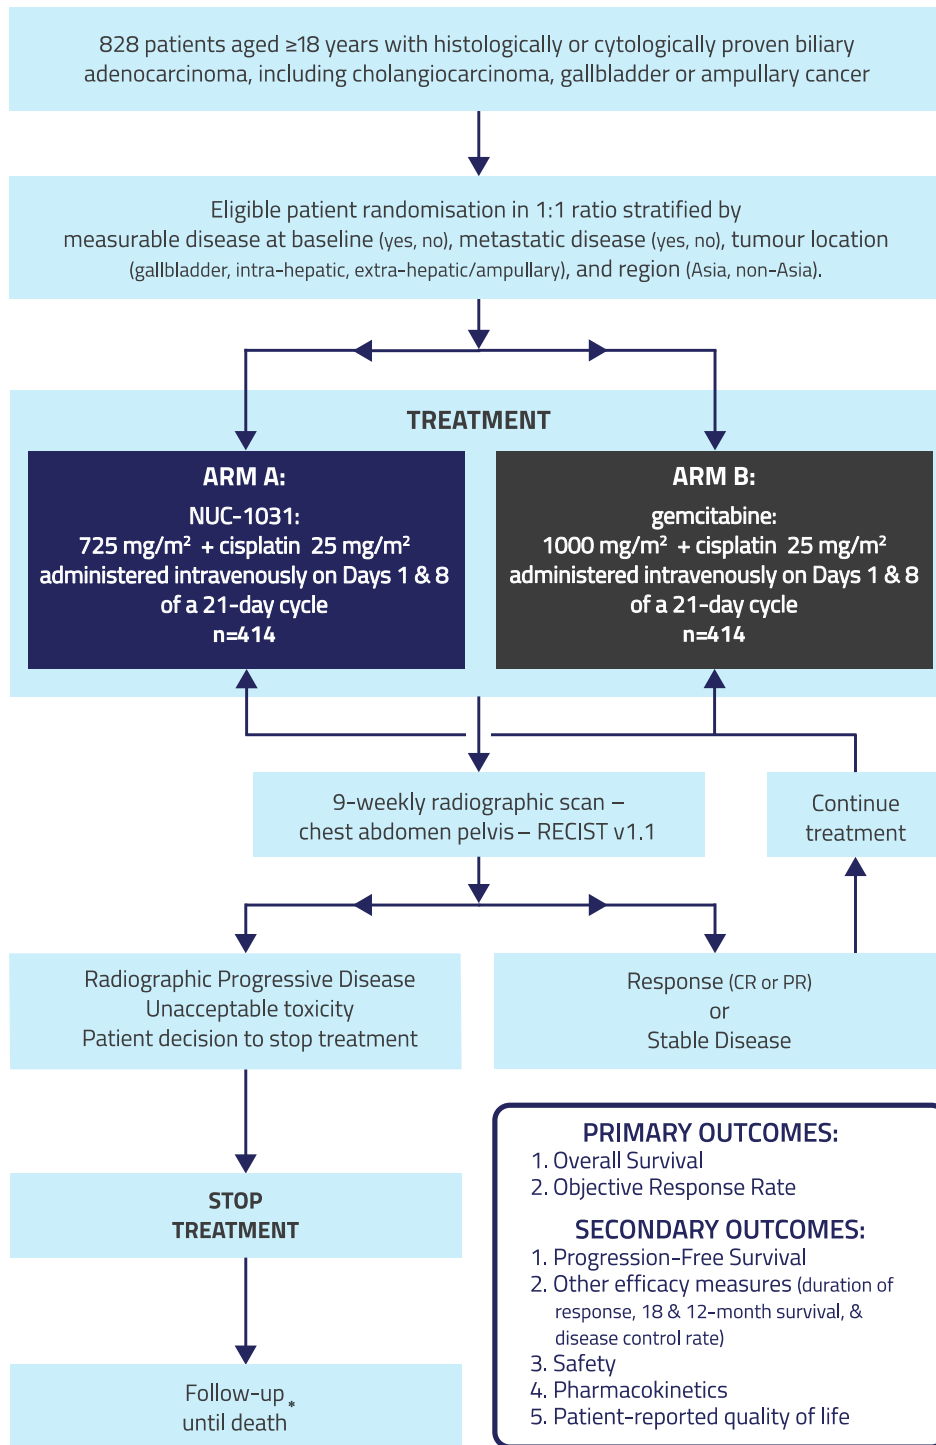 828 patients aged ≥18 years with histologically or cytologically proven biliary
adenocarcinoma, including cholangiocarcinoma, gallbladder or ampullary cancer
Eligible patient randomisation in 1:1 ratio stratified by
measurable disease at baseline (yes, no), metastatic disease (yes, no), tumour location
(gallbladder, intra-hepatic, extra-hepatic/ampullary), and region (Asia, non-Asia).
TREATMENT
ARM A:
NUC-1031:
725 mg/m² + cisplatin 25 mg/m²
administered intravenously on Days 1 & 8
of a 21-day cycle
n=414
ARM B:
gemcitabine:
1000 mg/m² + cisplatin 25 mg/m²
administered intravenously on Days 1 & 8
of a 21-day cycle
n=414
9-weekly radiographic scan –
chest abdomen pelvis – RECIST v1.1
Continue
treatment
Radiographic Progressive Disease
Unacceptable toxicity
Patient decision to stop treatment
Response (CR or PR)
or
Stable Disease
STOP
TREATMENT
Follow-up
until death*
PRIMARY OUTCOMES:
1. Overall Survival
2. Objective Response Rate
SECONDARY OUTCOMES:
1. Progression-Free Survival
2. Other efficacy measures (duration of
response, 18 & 12-month survival, &
disease control rate)
3. Safety
4. Pharmacokinetics
5. Patient-reported quality of life